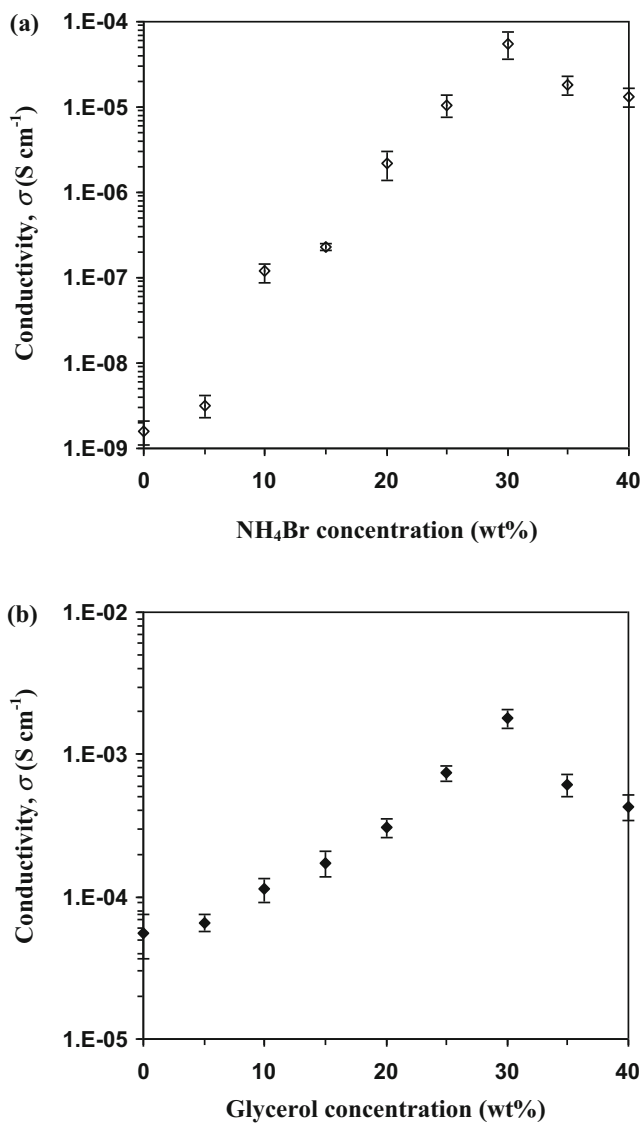 (a)
1.E-04
1.E-05
1.E-06
1.E-07
1.E-08
1.E-09
Conductivity, σ (S cm⁻¹)
0 10 20 30 40
NH₄Br concentration (wt%)
(b)
1.E-02
1.E-03
1.E-04
1.E-05
Conductivity, σ (S cm⁻¹)
0 10 20 30 40
Glycerol concentration (wt%)